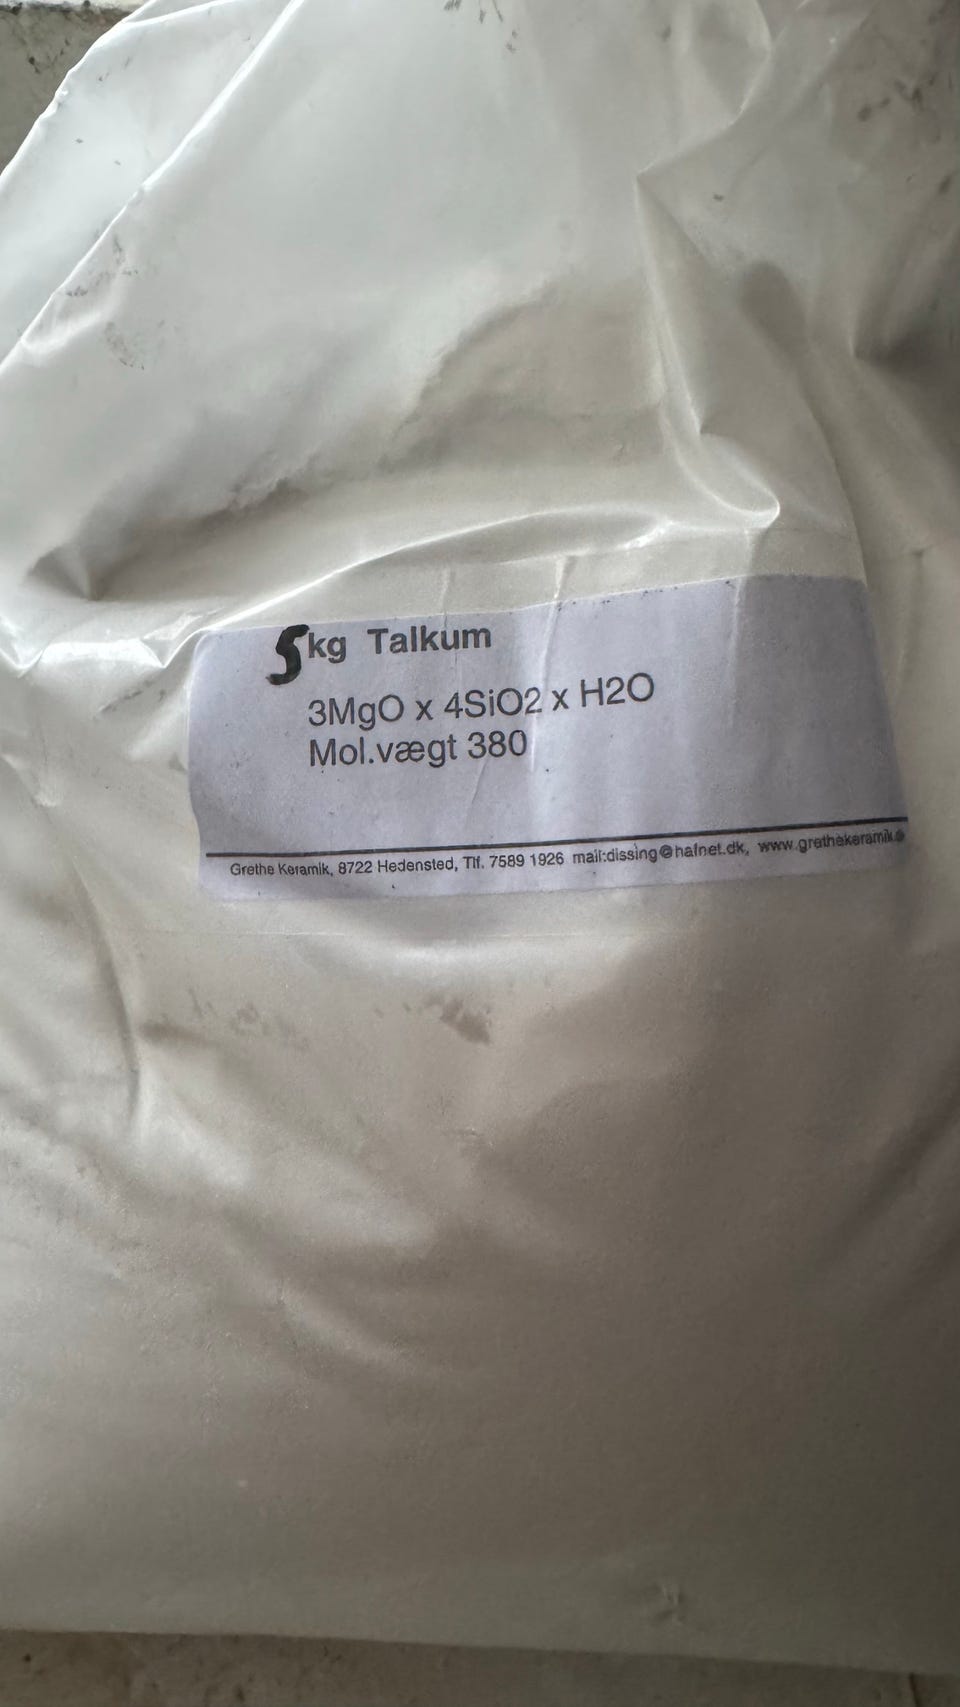 5kg Talkum
3MgO x 4SiO2 x H2O
Mol.vægt 380
Grethe Keramik, 8722 Hedensted, Tlf. 7589 1926 mail:dissing@hafnet.dk, www.grethekeramik.